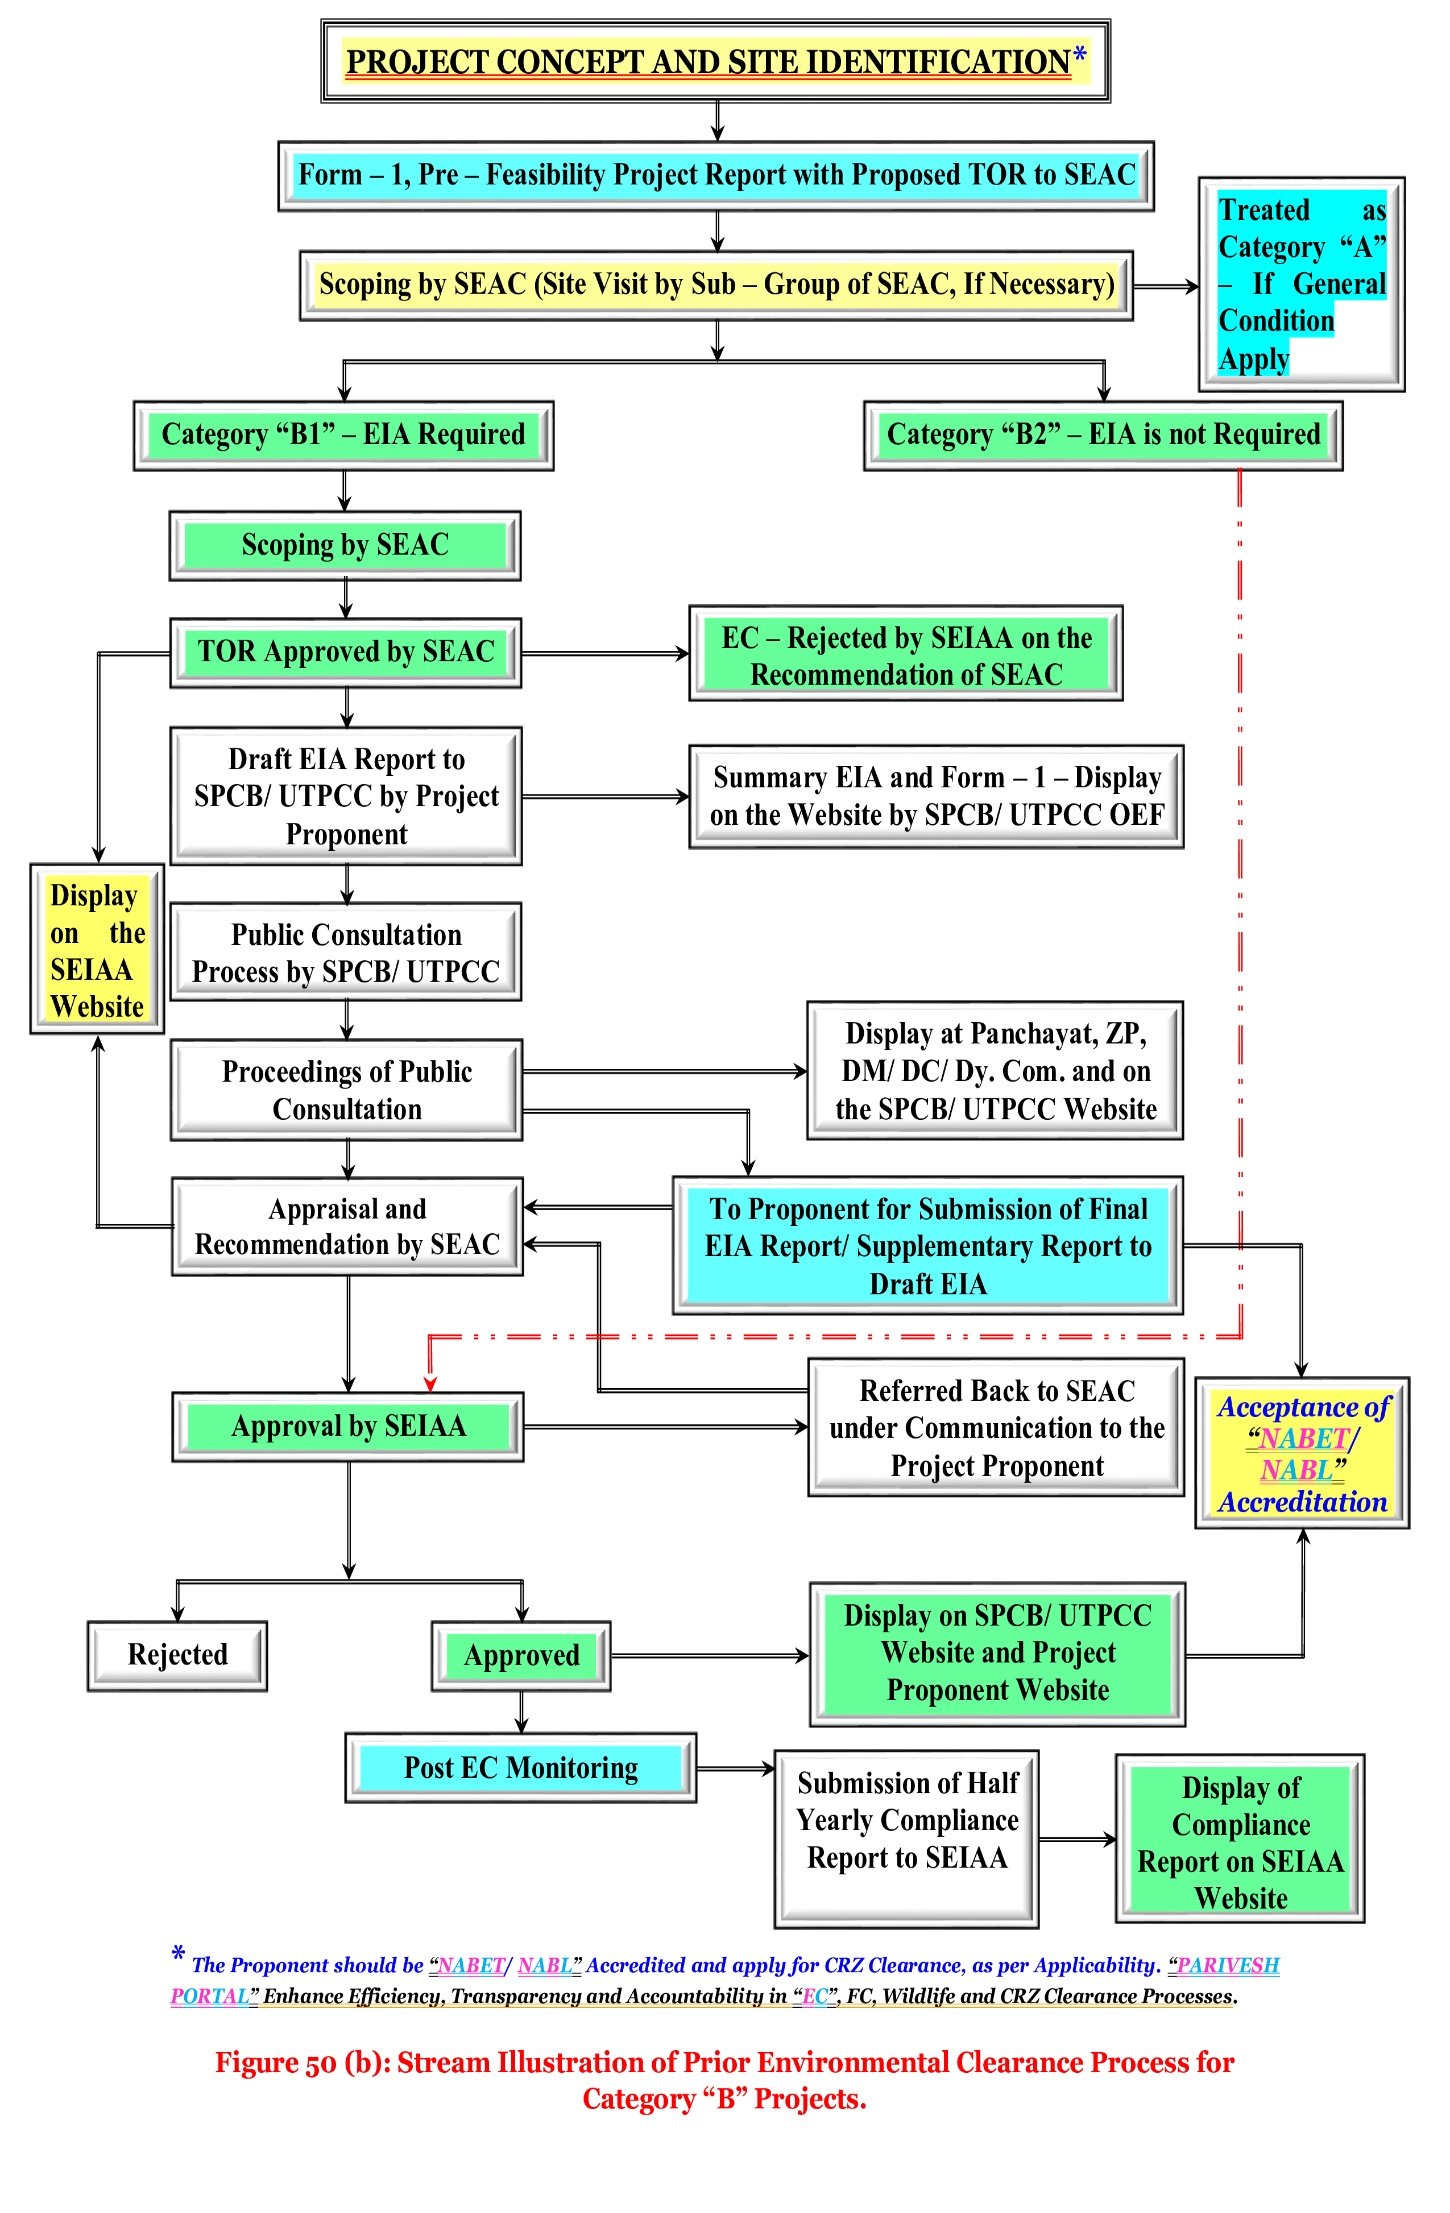 PROJECT CONCEPT AND SITE IDENTIFICATION*
Form – 1, Pre – Feasibility Project Report with Proposed TOR to SEAC
Treated as
Category “A”
– If General
Condition
Apply
Scoping by SEAC (Site Visit by Sub – Group of SEAC, If Necessary)
Category “B1” – EIA Required
Category “B2” – EIA is not Required
Scoping by SEAC
TOR Approved by SEAC
EC – Rejected by SEIAA on the
Recommendation of SEAC
Draft EIA Report to
SPCB/ UTPCC by Project
Proponent
Summary EIA and Form – 1 – Display
on the Website by SPCB/ UTPCC OEF
Display
on the
SEIAA
Website
Public Consultation
Process by SPCB/ UTPCC
Proceedings of Public
Consultation
Display at Panchayat, ZP,
DM/ DC/ Dy. Com. and on
the SPCB/ UTPCC Website
Appraisal and
Recommendation by SEAC
To Proponent for Submission of Final
EIA Report/ Supplementary Report to
Draft EIA
Approval by SEIAA
Referred Back to SEAC
under Communication to the
Project Proponent
Acceptance of
“NABET/
NABL”
Accreditation
Rejected
Approved
Display on SPCB/ UTPCC
Website and Project
Proponent Website
Post EC Monitoring
Submission of Half
Yearly Compliance
Report to SEIAA
Display of
Compliance
Report on SEIAA
Website
* The Proponent should be “NABET/ NABL” Accredited and apply for CRZ Clearance, as per Applicability. “PARIVESH
PORTAL” Enhance Efficiency, Transparency and Accountability in “EC”, FC, Wildlife and CRZ Clearance Processes.
Figure 50 (b): Stream Illustration of Prior Environmental Clearance Process for
Category “B” Projects.